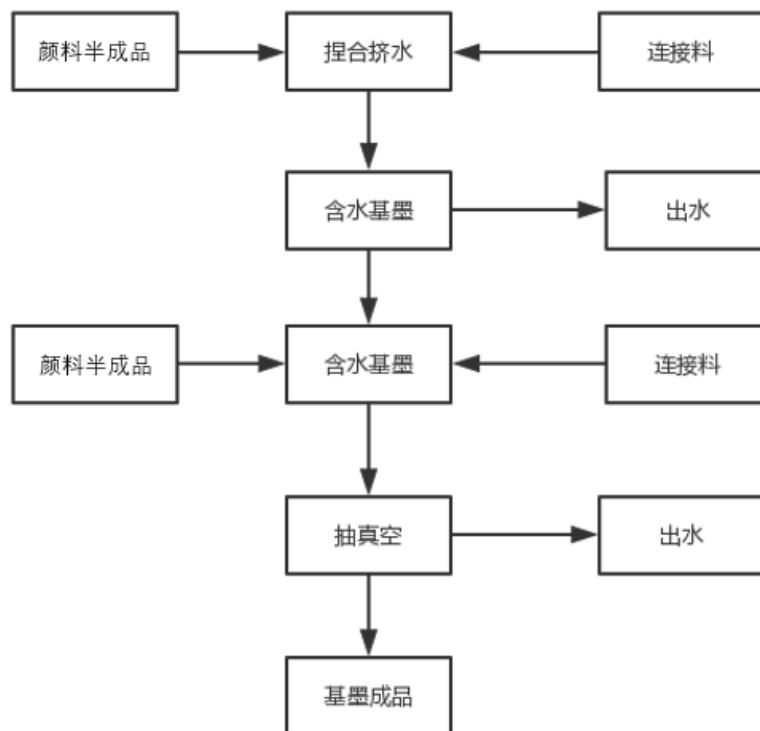 颜料半成品
捏合挤水
连接料
含水基墨
出水
颜料半成品
含水基墨
连接料
抽真空
出水
基墨成品